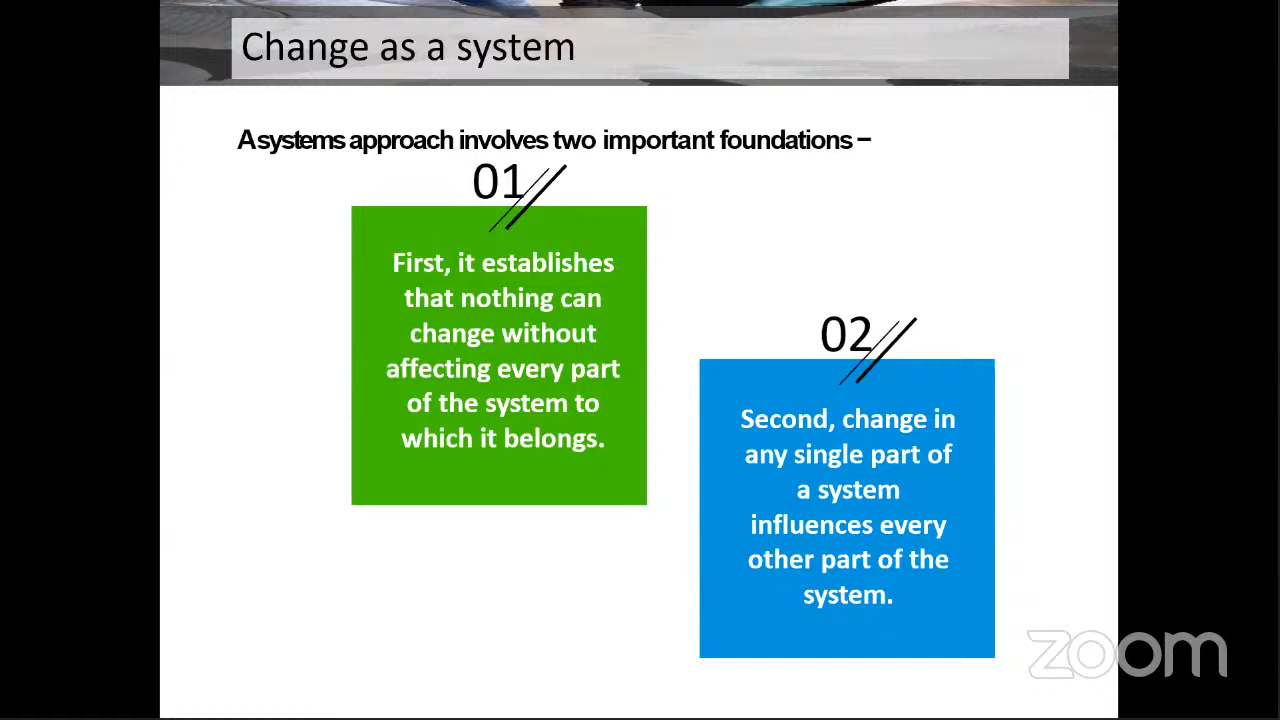 Change as a system
A systems approach involves two important foundations –
01
First, it establishes
that nothing can
change without
affecting every part
of the system to
which it belongs.
02
Second, change in
any single part of
a system
influences every
other part of the
system.
zoom